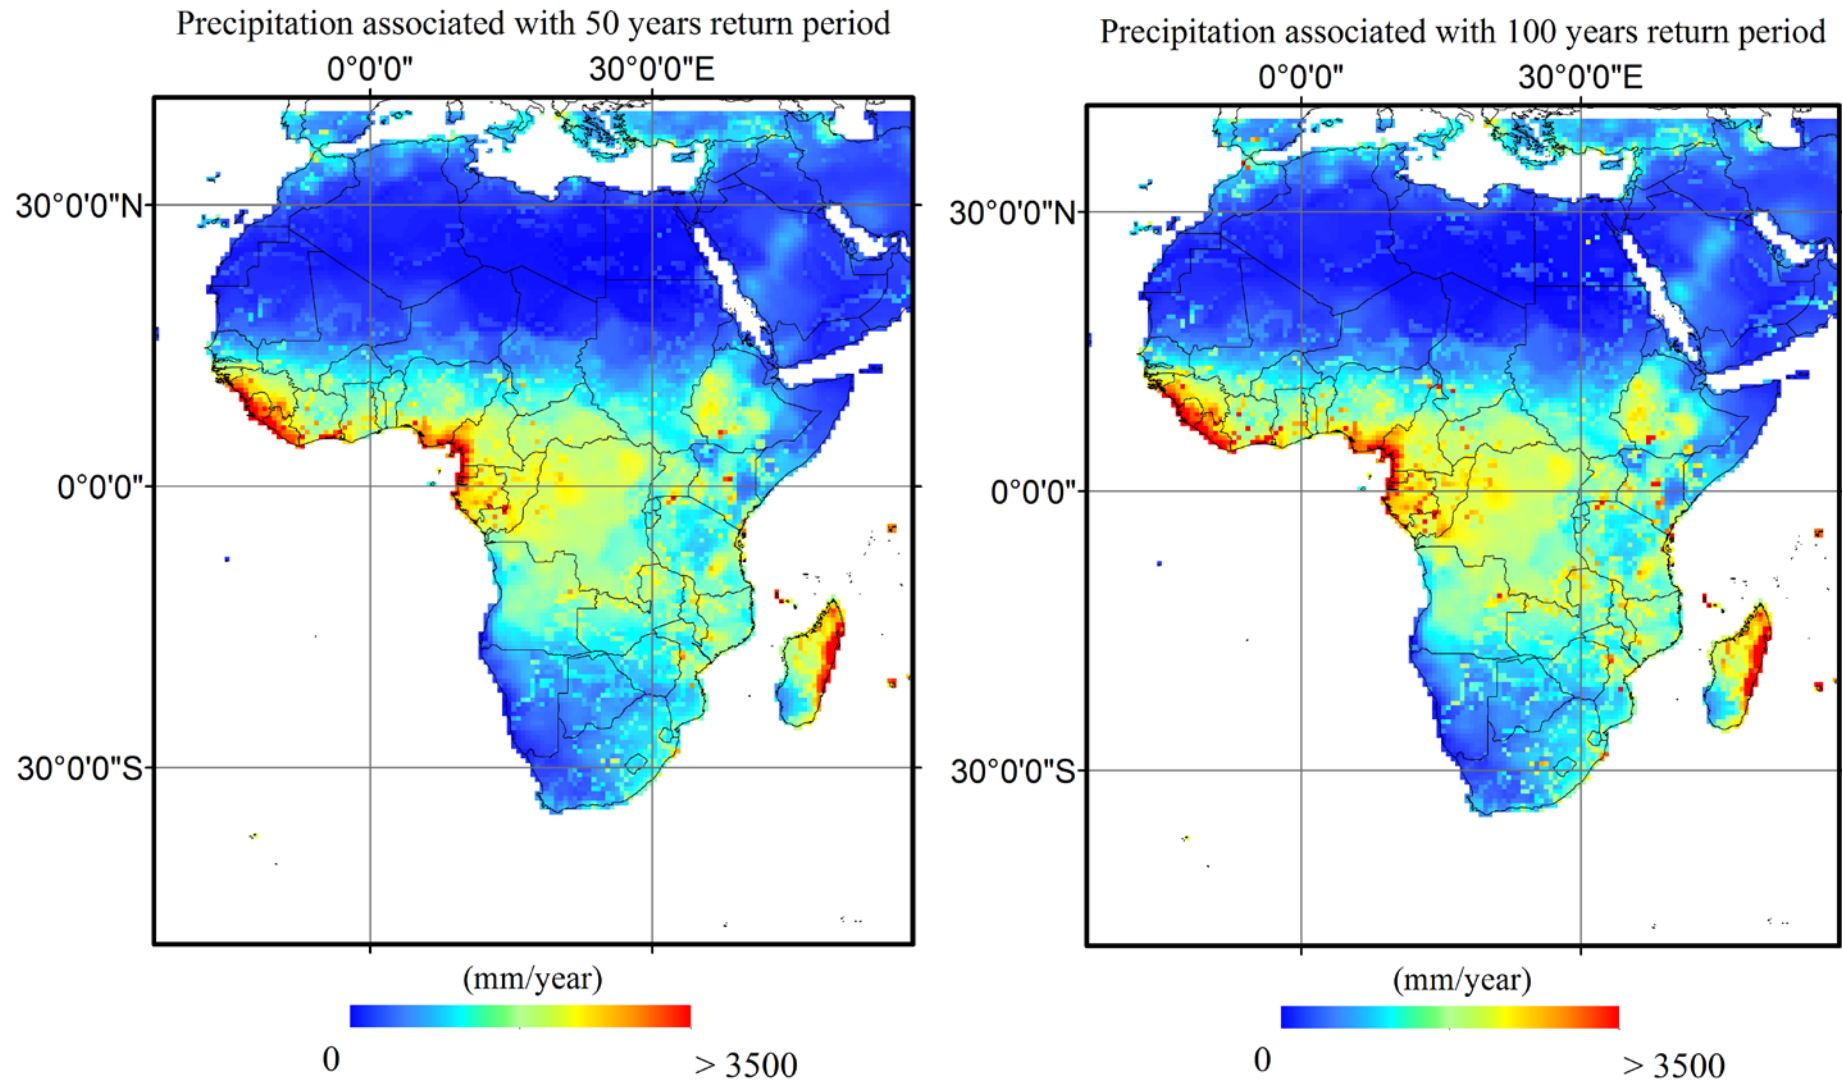 Precipitation associated with 50 years return period
0°0'0" 30°0'0"E
30°0'0"N
0°0'0"
30°0'0"S
(mm/year)
0 > 3500
Precipitation associated with 100 years return period
0°0'0" 30°0'0"E
30°0'0"N
0°0'0"
30°0'0"S
(mm/year)
0 > 3500